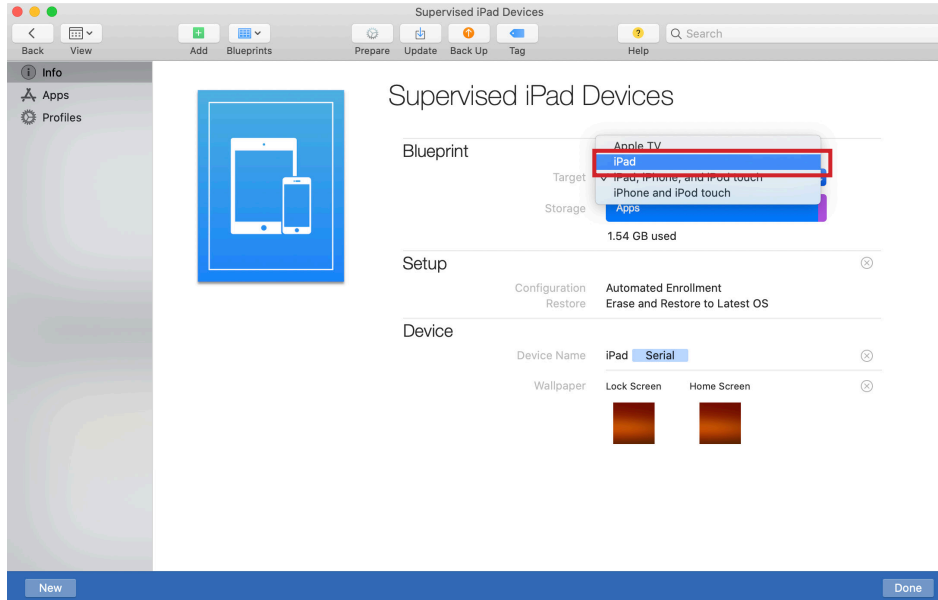 Supervised iPad Devices
Back View Add Blueprints Prepare Update Back Up Tag Help Search
Info
Apps
Profiles
Supervised iPad Devices
Blueprint
Apple TV
iPad
Target ✓ iPad, iPhone, and iPod touch
iPhone and iPod touch
Storage Apps
1.54 GB used
Setup
Configuration Automated Enrollment
Restore Erase and Restore to Latest OS
Device
Device Name iPad Serial
Wallpaper Lock Screen Home Screen
New Done